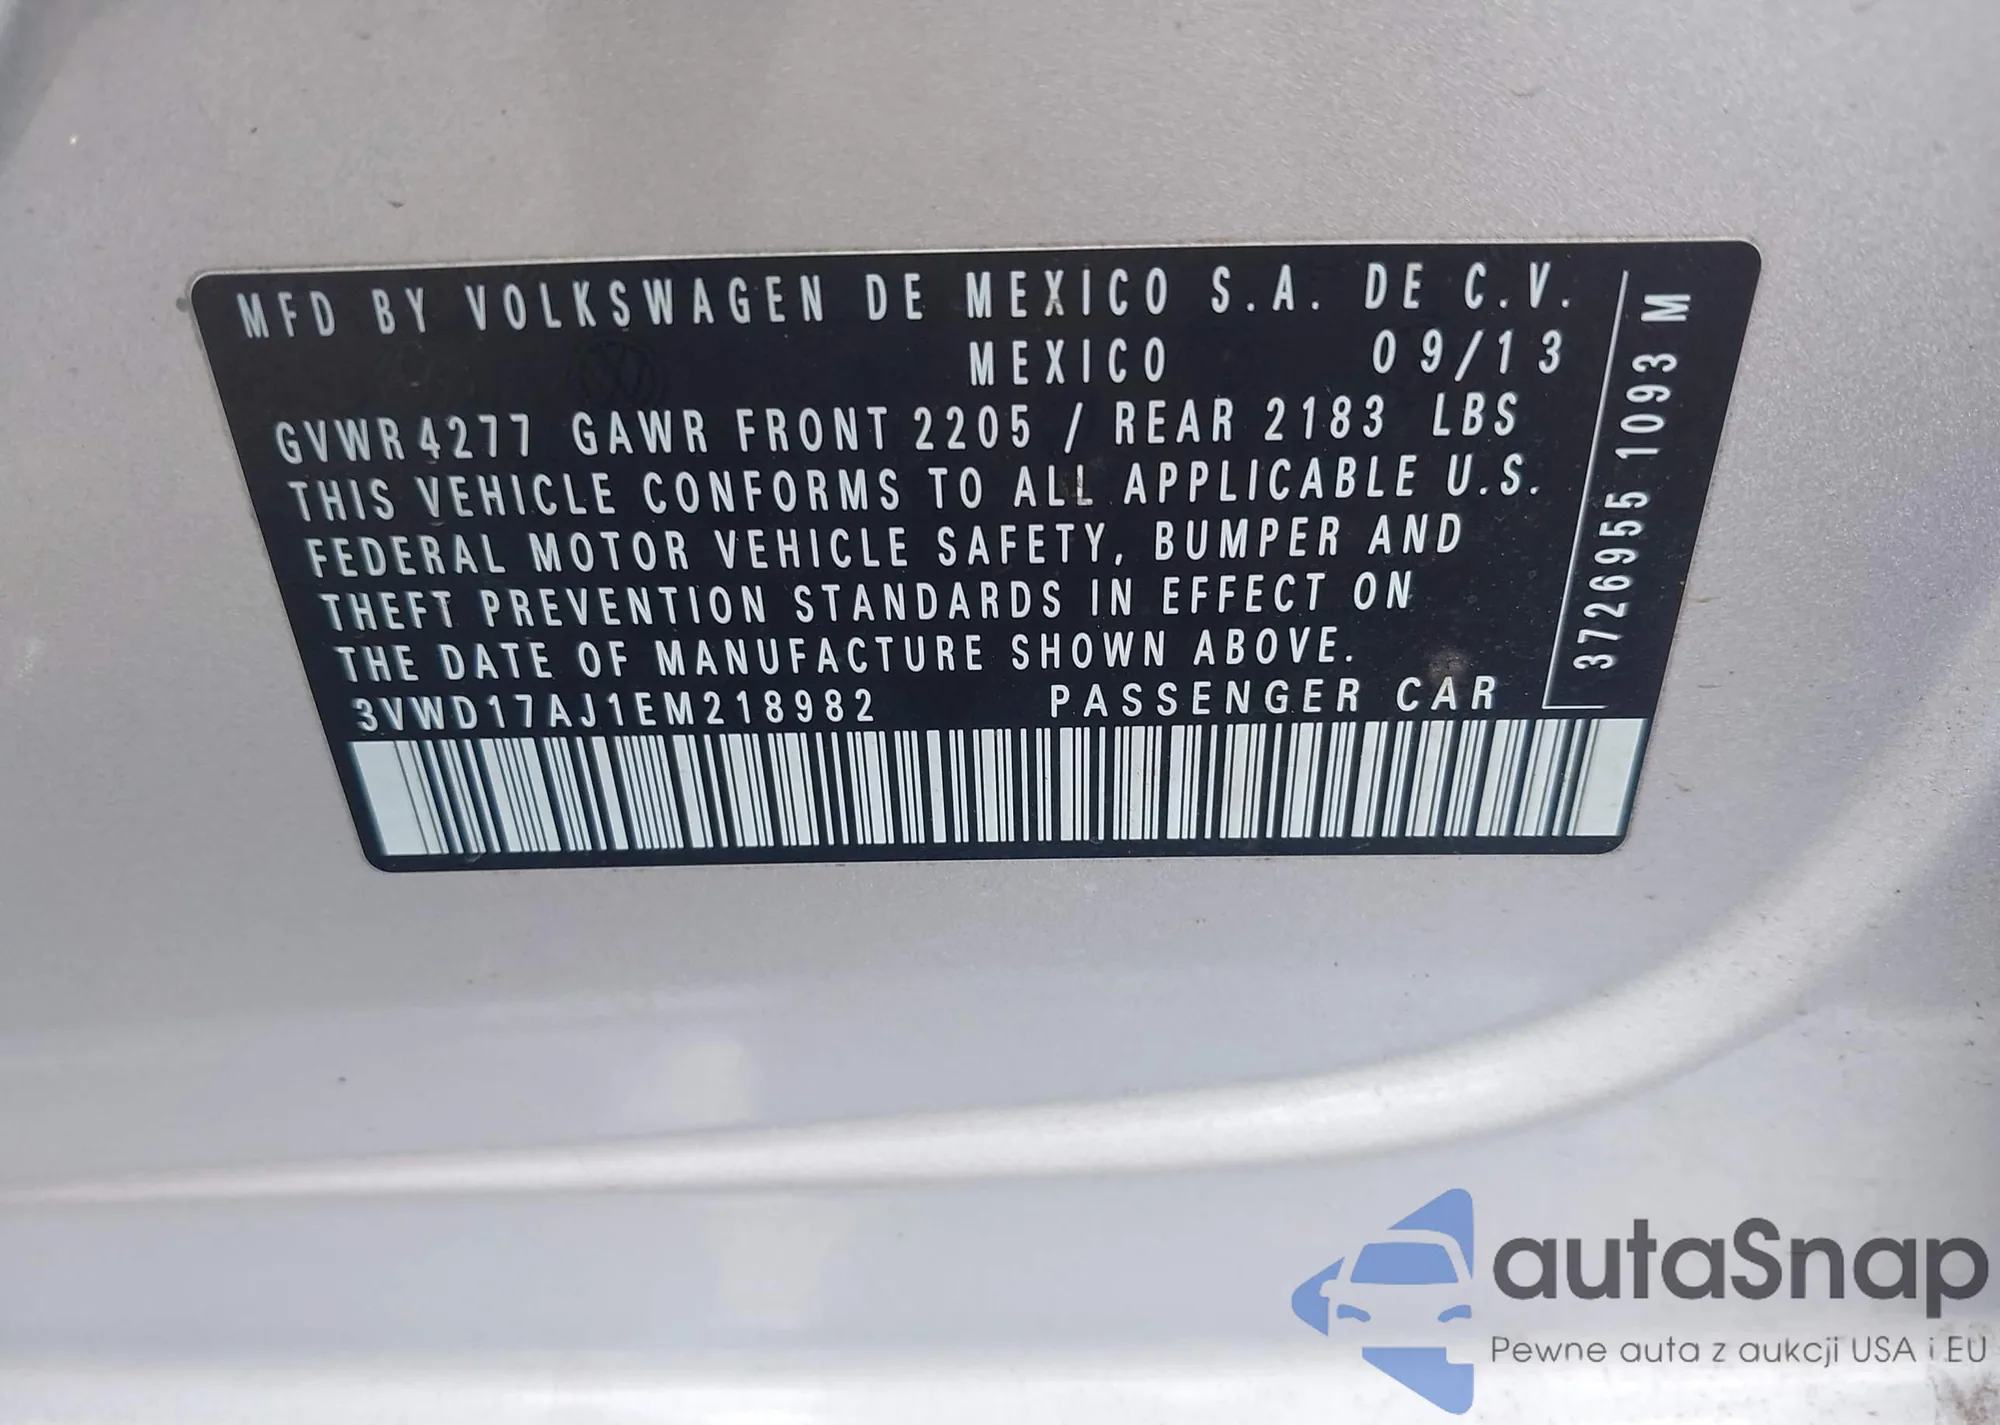 MFD BY VOLKSWAGEN DE MEXICO S.A. DE C.V.
MEXICO 09/13
GVWR 4277 GAWR FRONT 2205 / REAR 2183 LBS
THIS VEHICLE CONFORMS TO ALL APPLICABLE U.S.
FEDERAL MOTOR VEHICLE SAFETY, BUMPER AND
THEFT PREVENTION STANDARDS IN EFFECT ON
THE DATE OF MANUFACTURE SHOWN ABOVE.
3VWD17AJ1EM218982 PASSENGER CAR
3726955 1093 M
autaSnap
Pewne auta z aukcji USA i EU